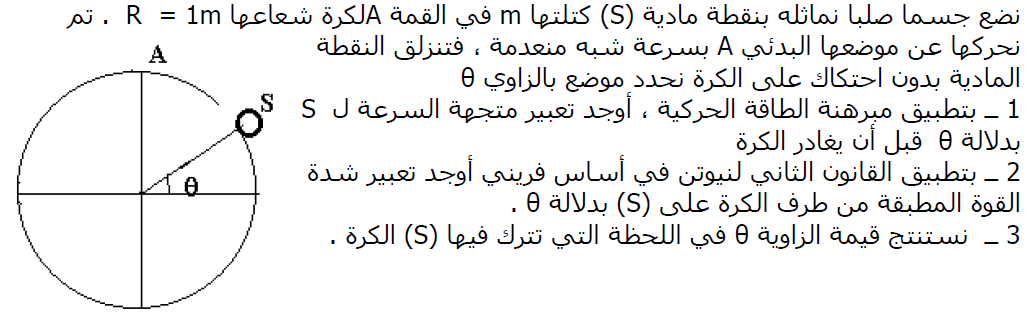 نضع جسما صلبا نماثله بنقطة مادية (S) كتلتها m في القمة Aلكرة شعاعها R = 1m . تم
نحركها عن موضعها البدئي A بسرعة شبه منعدمة ، فتنزلق النقطة
المادية بدون احتكاك على الكرة نحدد موضع بالزاوي θ
1 ـ بتطبيق مبرهنة الطاقة الحركية ، أوجد تعبير متجهة السرعة ل S
بدلالة θ قبل أن يغادر الكرة
2 ـ بتطبيق القانون الثاني لنيوتن في أساس فريني أوجد تعبير شدة
القوة المطبقة من طرف الكرة على (S) بدلالة θ .
3 ـ نستنتج قيمة الزاوية θ في اللحظة التي تترك فيها (S) الكرة .
A
S
θ